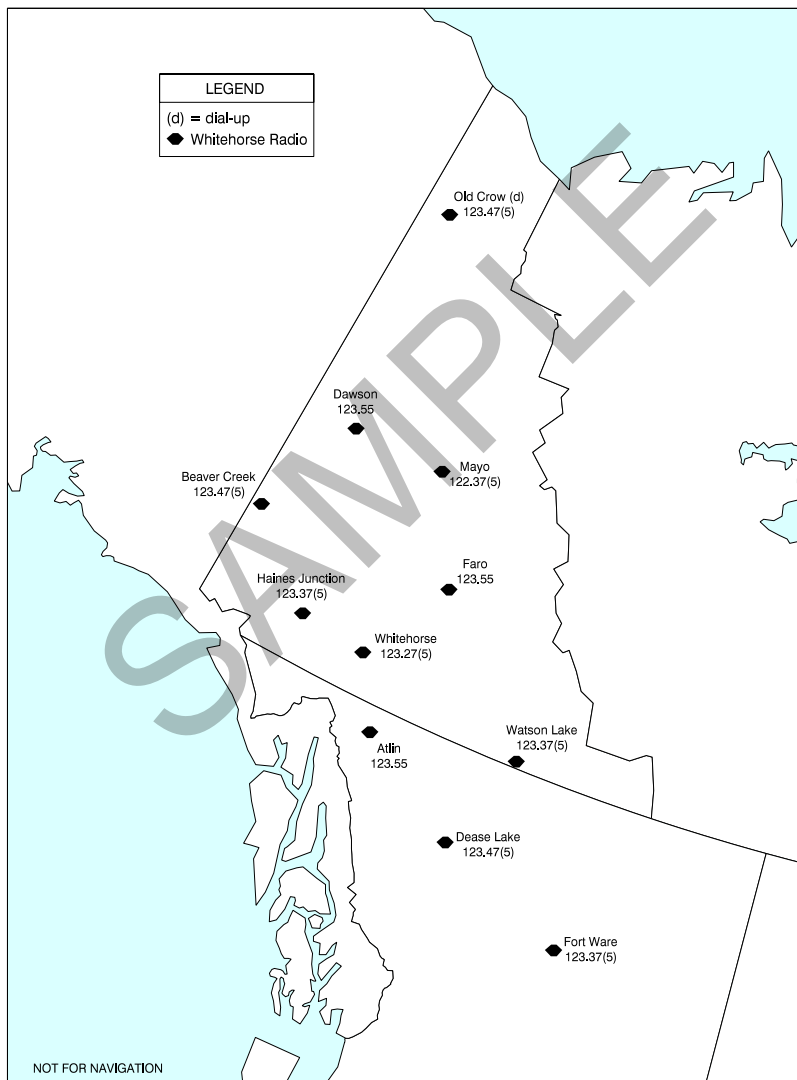 LEGEND
(d) = dial-up
Whitehorse Radio
Old Crow (d)
123.47(5)
Dawson
123.55
Mayo
122.37(5)
Beaver Creek
123.47(5)
Faro
123.55
Haines Junction
123.37(5)
Whitehorse
123.27(5)
Watson Lake
123.37(5)
Atlin
123.55
Dease Lake
123.47(5)
Fort Ware
123.37(5)
NOT FOR NAVIGATION
SAMPLE